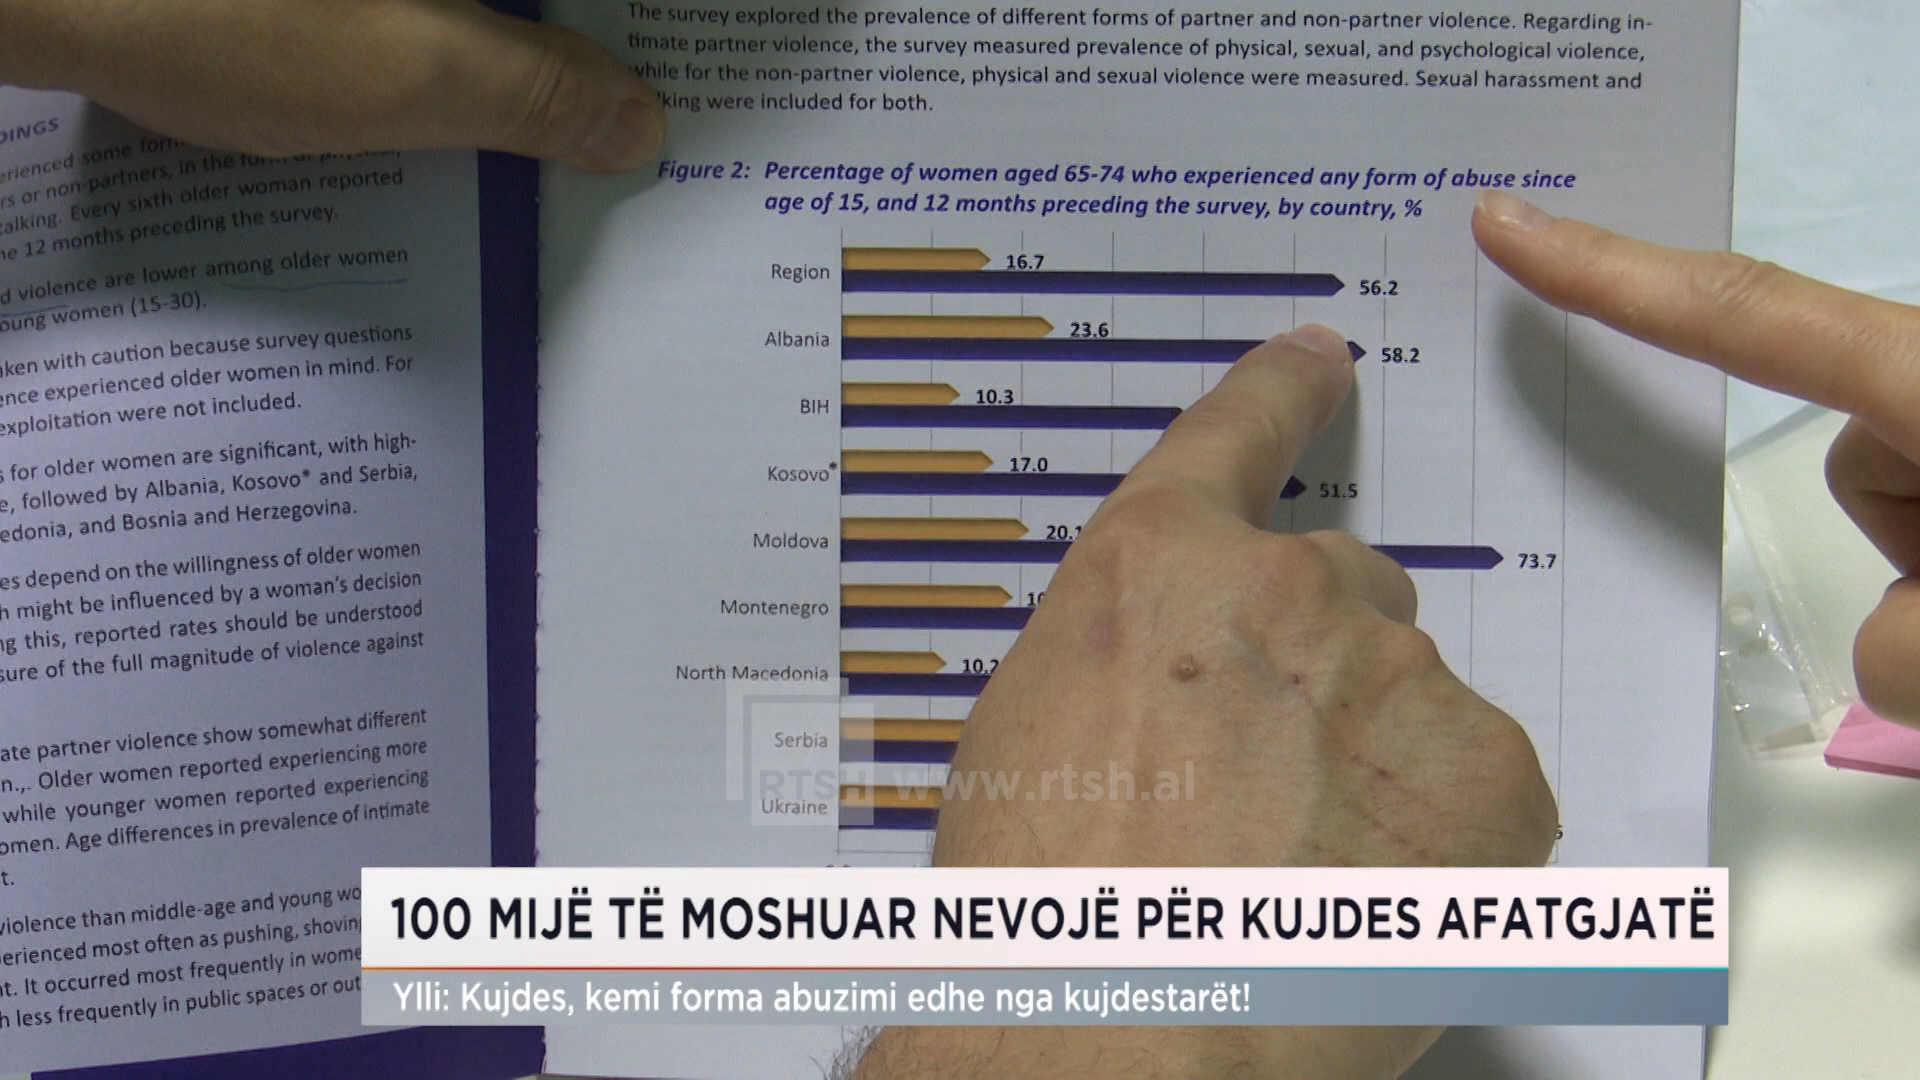 DINGS
some
rs or non-partners, in the
Every sixth older woman reported
12 months preceding the survey.
violence are lower among older women
women (15-30).
with caution because survey questions
experienced older women in mind. For
exploitation were not included.
for older women are significant, with high-
followed by Albania, Kosovo* and Serbia,
and Bosnia and Herzegovina.
depend on the willingness of older women
might be influenced by a woman's decision
this, reported rates should be understood
of the full magnitude of violence against
partner violence show somewhat different
Older women reported experiencing more
while younger women reported experiencing
Age differences in prevalence of intimate
t.
violence than middle-age and young
most often as pushing,
It occurred most frequently in
less frequently in public spaces or
The survey explored the prevalence of different forms of partner and non-partner violence. Regarding in-
timate partner violence, the survey measured prevalence of physical, sexual, and psychological violence,
while for the non-partner violence, physical and sexual violence were measured. Sexual harassment and
were included for both.
Figure 2: Percentage of women aged 65-74 who experienced any form of abuse since
age of 15, and 12 months preceding the survey, by country, %
Region 16.7 56.2
Albania 23.6 58.2
BIH 10.3
Kosovo* 17.0 51.5
Moldova 20.1 73.7
Montenegro
North Macedonia 10.2
Serbia
Ukraine
RTSH www.rtsh.al
100 MIJË TË MOSHUAR NEVOJË PËR KUJDES AFATGJATË
Ylli: Kujdes, kemi forma abuzimi edhe nga kujdestarët!